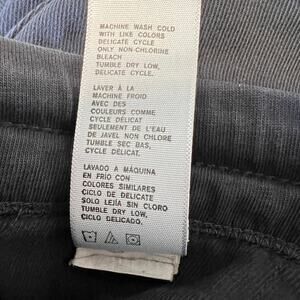 MACHINE WASH COLD
WITH LIKE COLORS
DELICATE CYCLE
ONLY NON-CHLORINE
BLEACH
TUMBLE DRY LOW,
DELICATE CYCLE.
LAVER À LA
MACHINE FROID
AVEC DES
COULEURS COMME
CYCLE DÉLICAT
SEULEMENT DE L'EAU
DE JAVEL NON CHLORE
TUMBLE SEC BAS,
CYCLE DÉLICAT.
LAVADO A MÁQUINA
EN FRÍO CON
COLORES SIMILARES
CICLO DE DELICATE
SOLO LEJÍA SIN CLORO
TUMBLE DRY LOW,
CICLO DELICADO.